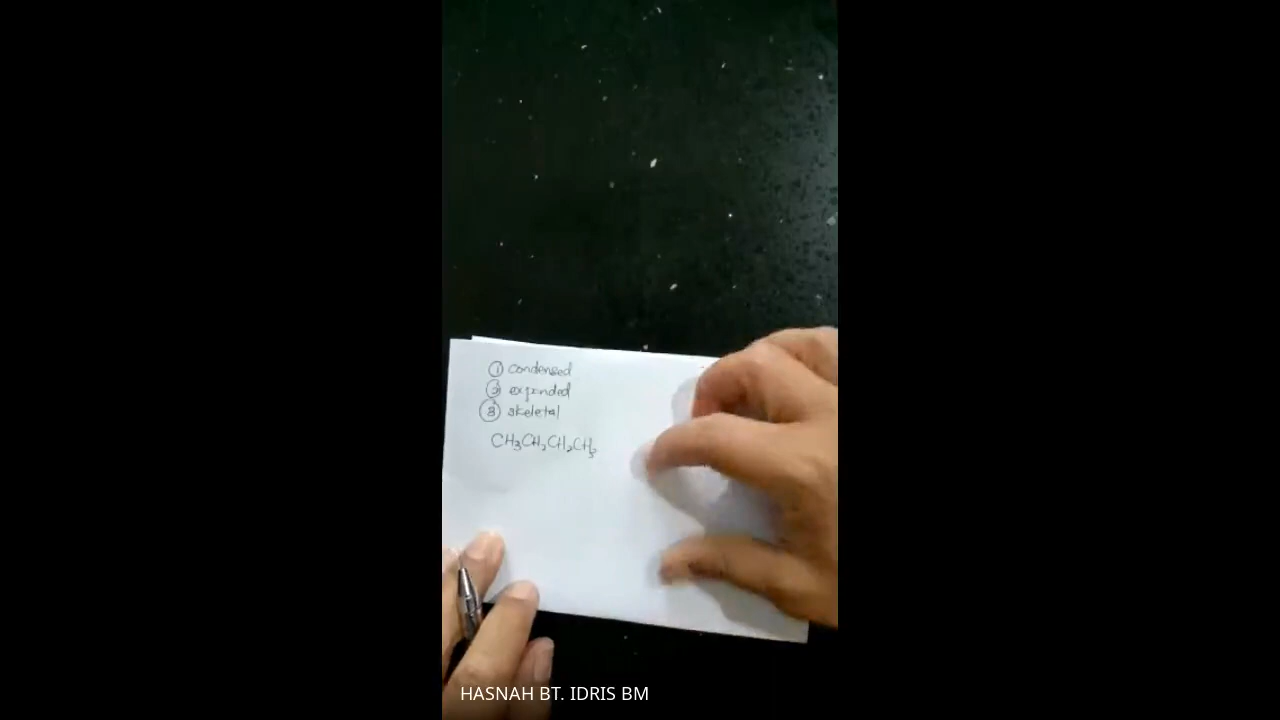 ① condensed
② expanded
③ skeletal
CH₃CH₂CH₂CH₃
HASNAH BT. IDRIS BM